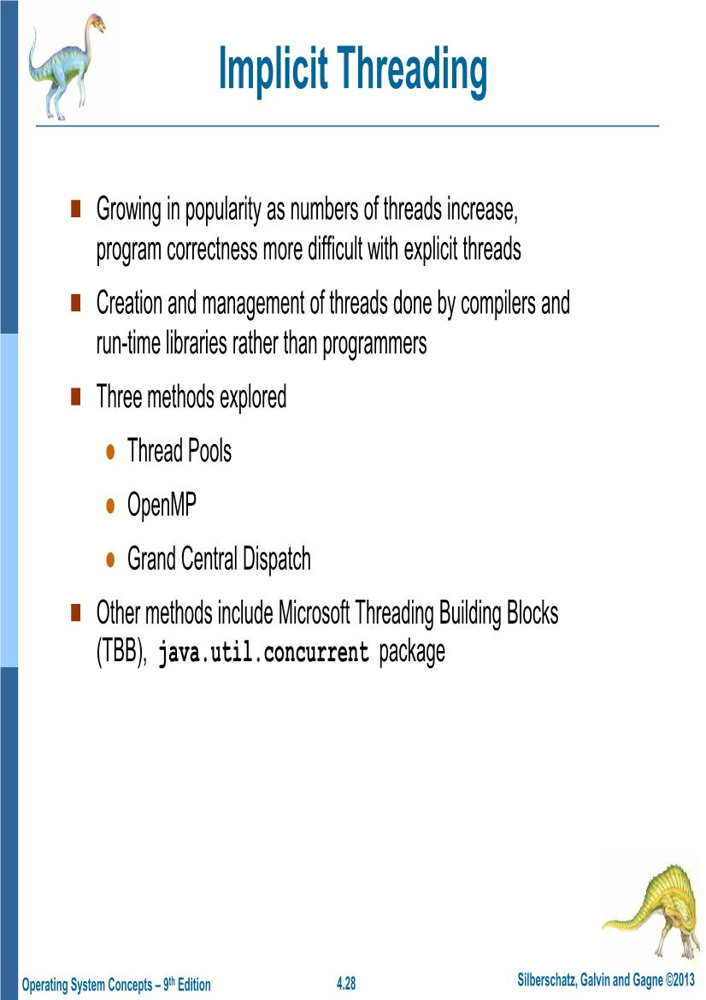 Implicit Threading
Growing in popularity as numbers of threads increase,
program correctness more difficult with explicit threads
Creation and management of threads done by compilers and
run-time libraries rather than programmers
Three methods explored
Thread Pools
OpenMP
Grand Central Dispatch
Other methods include Microsoft Threading Building Blocks
(TBB), java.util.concurrent package
Operating System Concepts – 9th Edition
4.28
Silberschatz, Galvin and Gagne ©2013